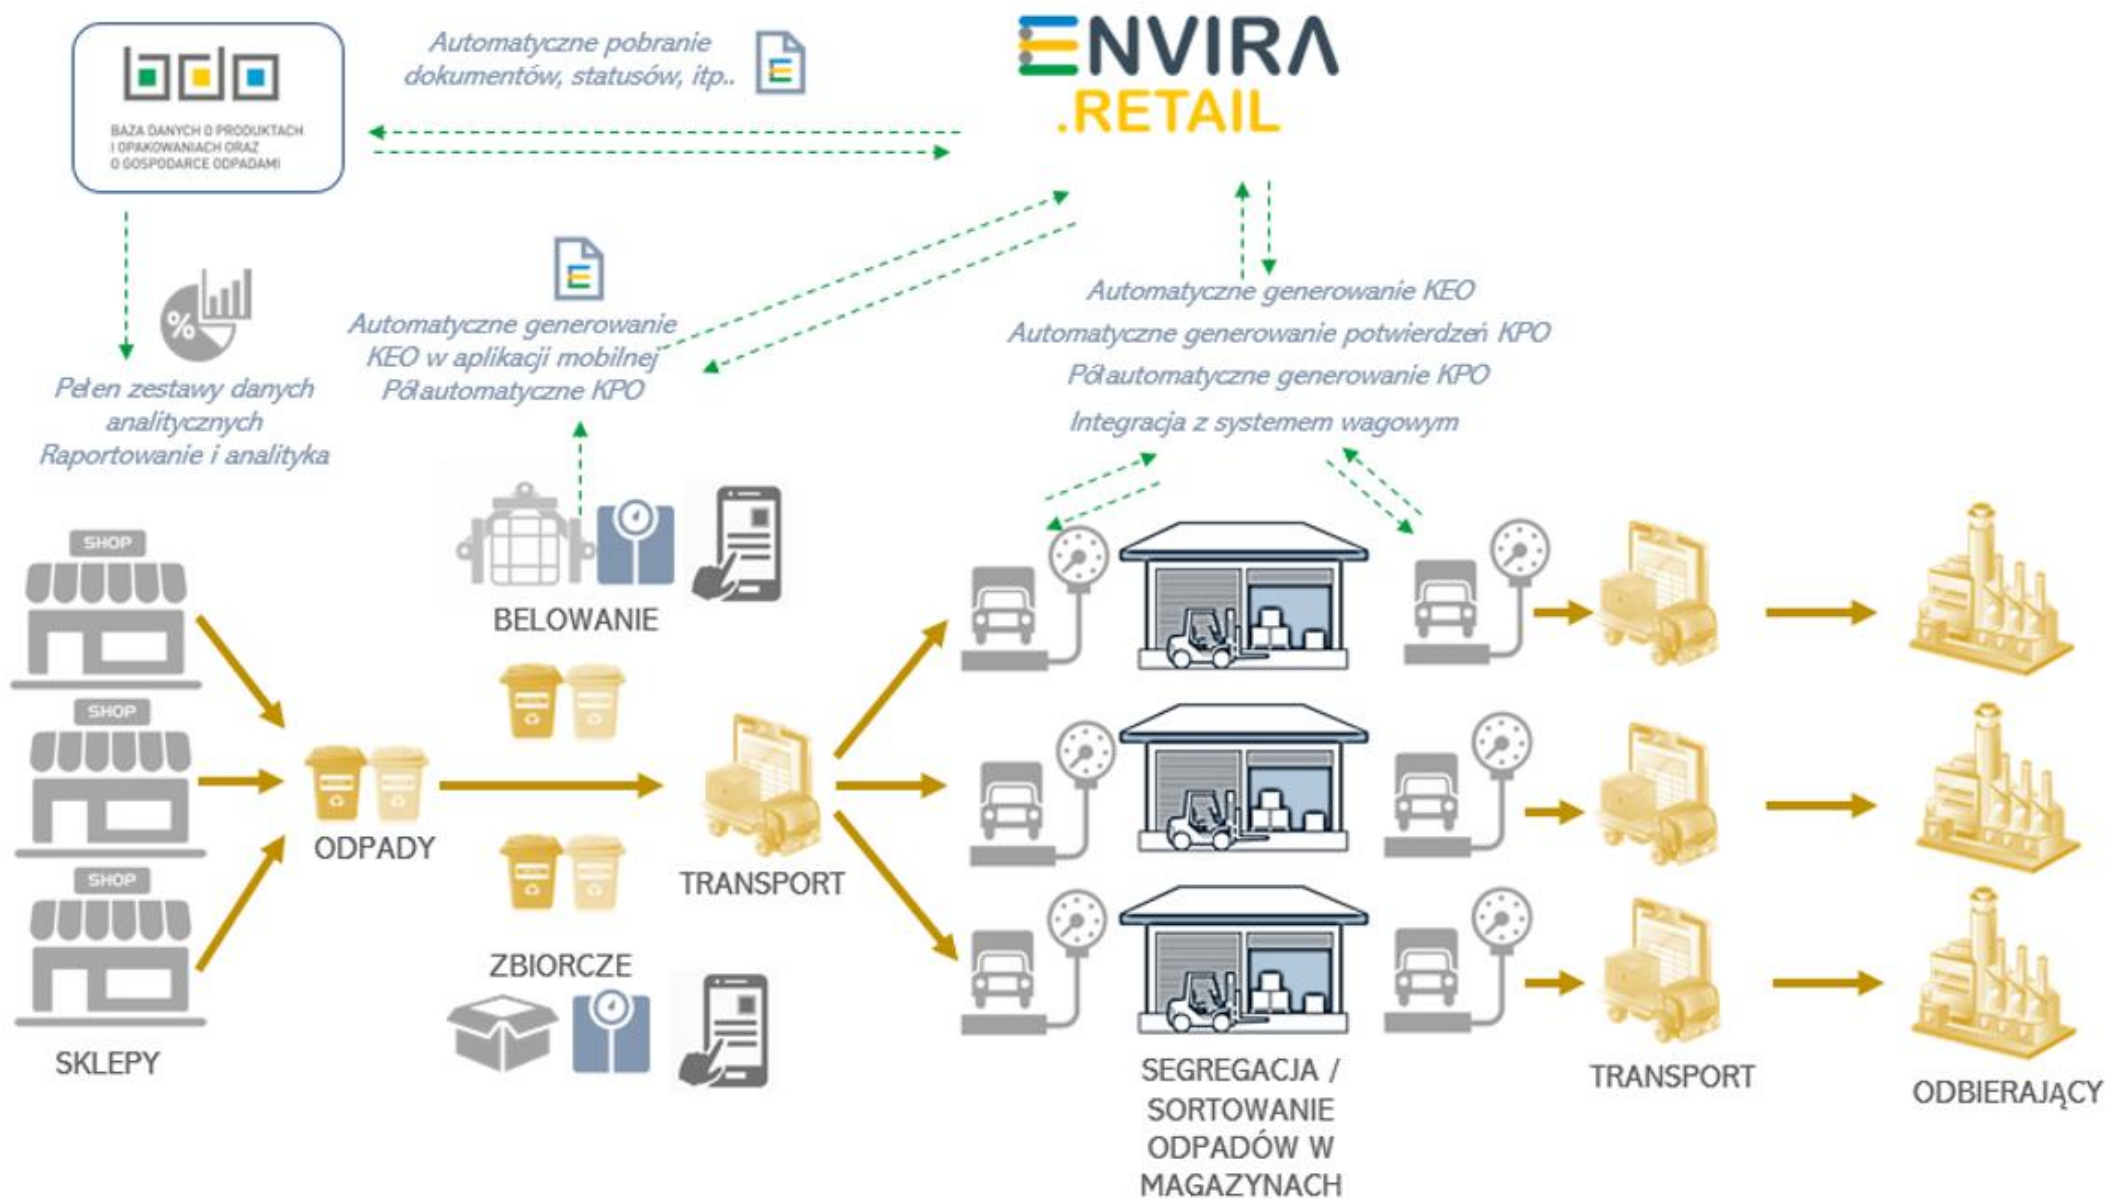 bdo
BAZA DANYCH O PRODUKTACH
I OPAKOWANIACH ORAZ
O GOSPODARCE ODPADAMI
Automatyczne pobranie
dokumentów, statusów, itp..
E
ENVIRA
.RETAIL
%
Pełen zestawy danych
analitycznych
Raportowanie i analityka
E
Automatyczne generowanie
KEO w aplikacji mobilnej
Półautomatyczne KPO
Automatyczne generowanie KEO
Automatyczne generowanie potwierdzeń KPO
Półautomatyczne generowanie KPO
Integracja z systemem wagowym
SHOP
SHOP
SHOP
SKLEPY
ODPADY
BELOWANIE
ZBIORCZE
TRANSPORT
SEGREGACJA /
SORTOWANIE
ODPADÓW W
MAGAZYNACH
TRANSPORT
ODBIERAJĄCY